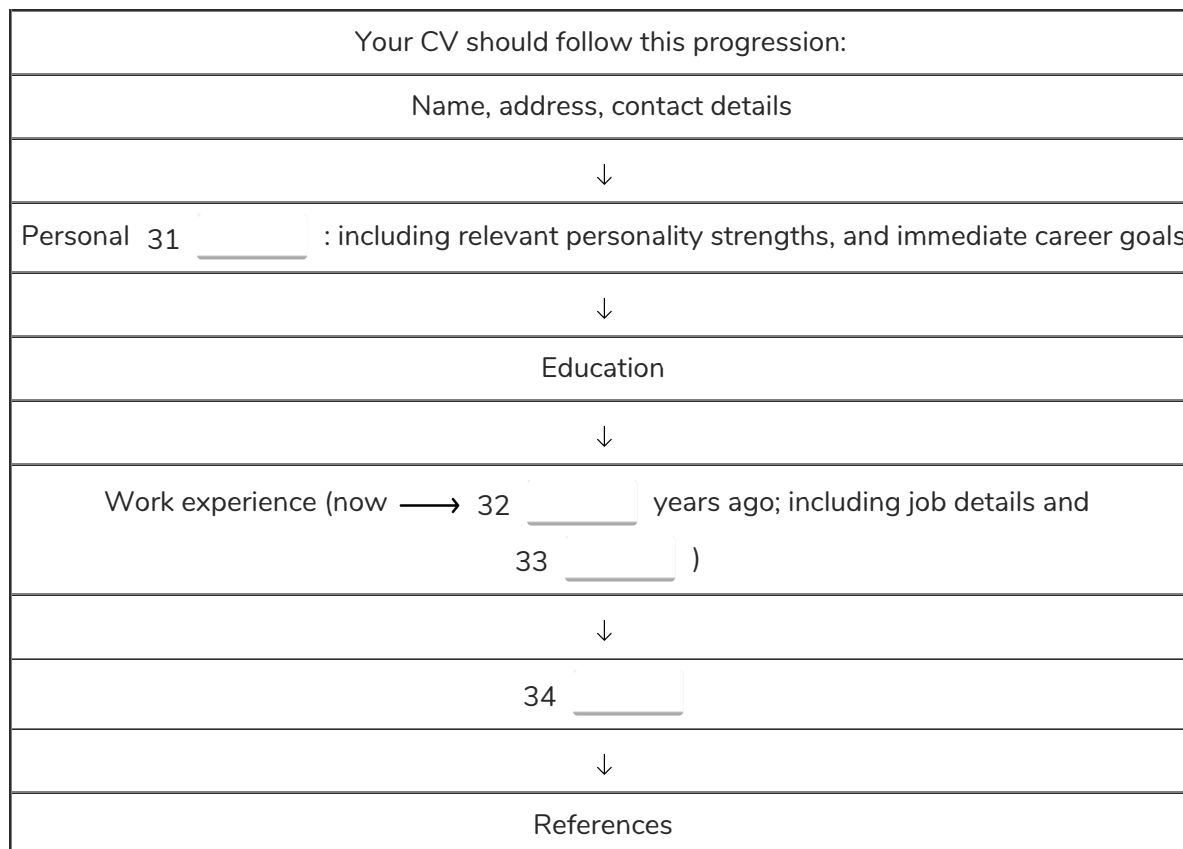 Your CV should follow this progression:
Name, address, contact details
↓
Personal 31 : including relevant personality strengths, and immediate career goals
↓
Education
↓
Work experience (now ⟶ 32 years ago; including job details and
33 )
↓
34
↓
References